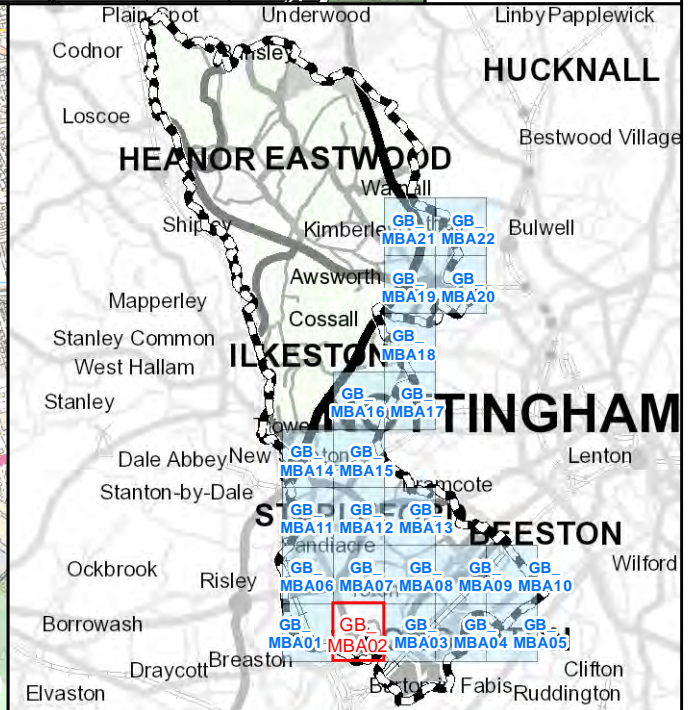 Plain Spot
Underwood
Linby Papplewick
Codnor
HUCKNALL
Loscoe
Bestwood Village
HEANOR
EASTWOOD
Shipley
Kimberley
GB_
MBA21
GB_
MBA22
Bulwell
Awsworth
GB_
MBA19
GB_
MBA20
Mapperley
Cossall
Stanley Common
ILKESTON
GB_
MBA18
West Hallam
Stanley
GB_
MBA16
GB_
MBA17
TTINGHAM
Dale Abbey
New
GB_
MBA14
GB_
MBA15
Lenton
Stanton-by-Dale
GB_
MBA11
GB_
MBA12
GB_
MBA13
BEESTON
Ockbrook
Risley
GB_
MBA06
GB_
MBA07
GB_
MBA08
GB_
MBA09
GB_
MBA10
Wilford
Borrowash
GB_
MBA01
GB_
MBA02
GB_
MBA03
GB_
MBA04
GB_
MBA05
Draycott
Breaston
Clifton
Elvaston
Fabis
Ruddington